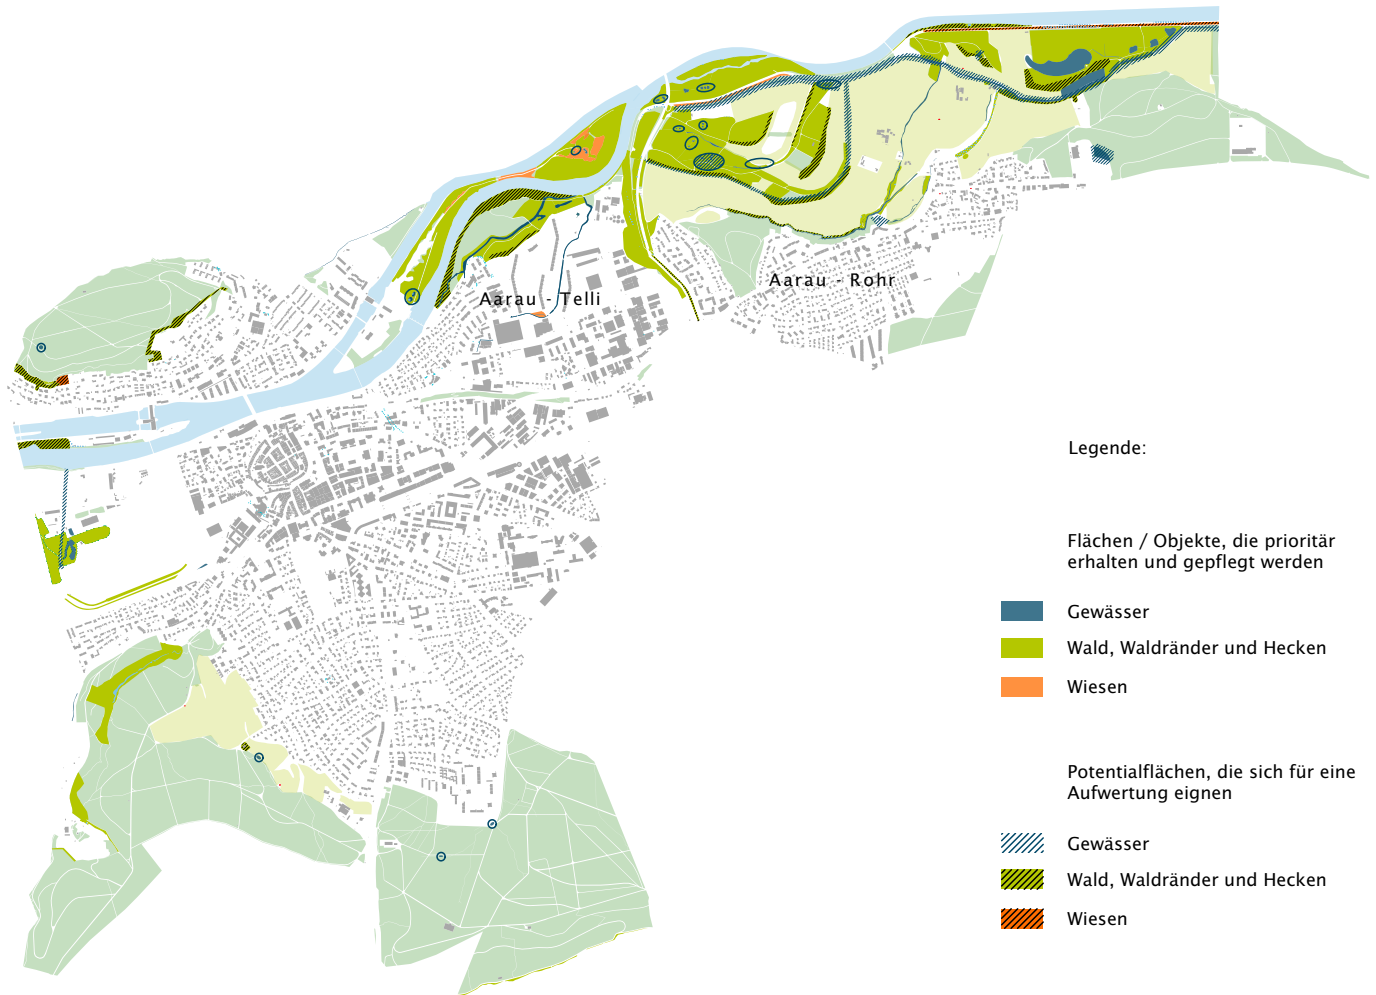 Aarau - Telli
Aarau - Rohr
Legende:
Flächen / Objekte, die prioritär
erhalten und gepflegt werden
Gewässer
Wald, Waldränder und Hecken
Wiesen
Potentialflächen, die sich für eine
Aufwertung eignen
Gewässer
Wald, Waldränder und Hecken
Wiesen